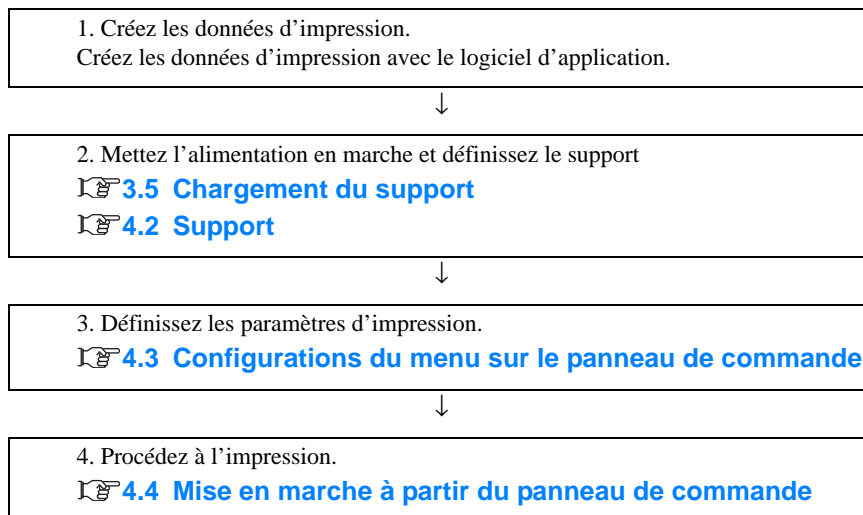 1. Créez les données d’impression.
Créez les données d’impression avec le logiciel d’application.
↓
2. Mettez l’alimentation en marche et définissez le support
☞3.5 Chargement du support
☞4.2 Support
↓
3. Définissez les paramètres d’impression.
☞4.3 Configurations du menu sur le panneau de commande
↓
4. Procédez à l’impression.
☞4.4 Mise en marche à partir du panneau de commande